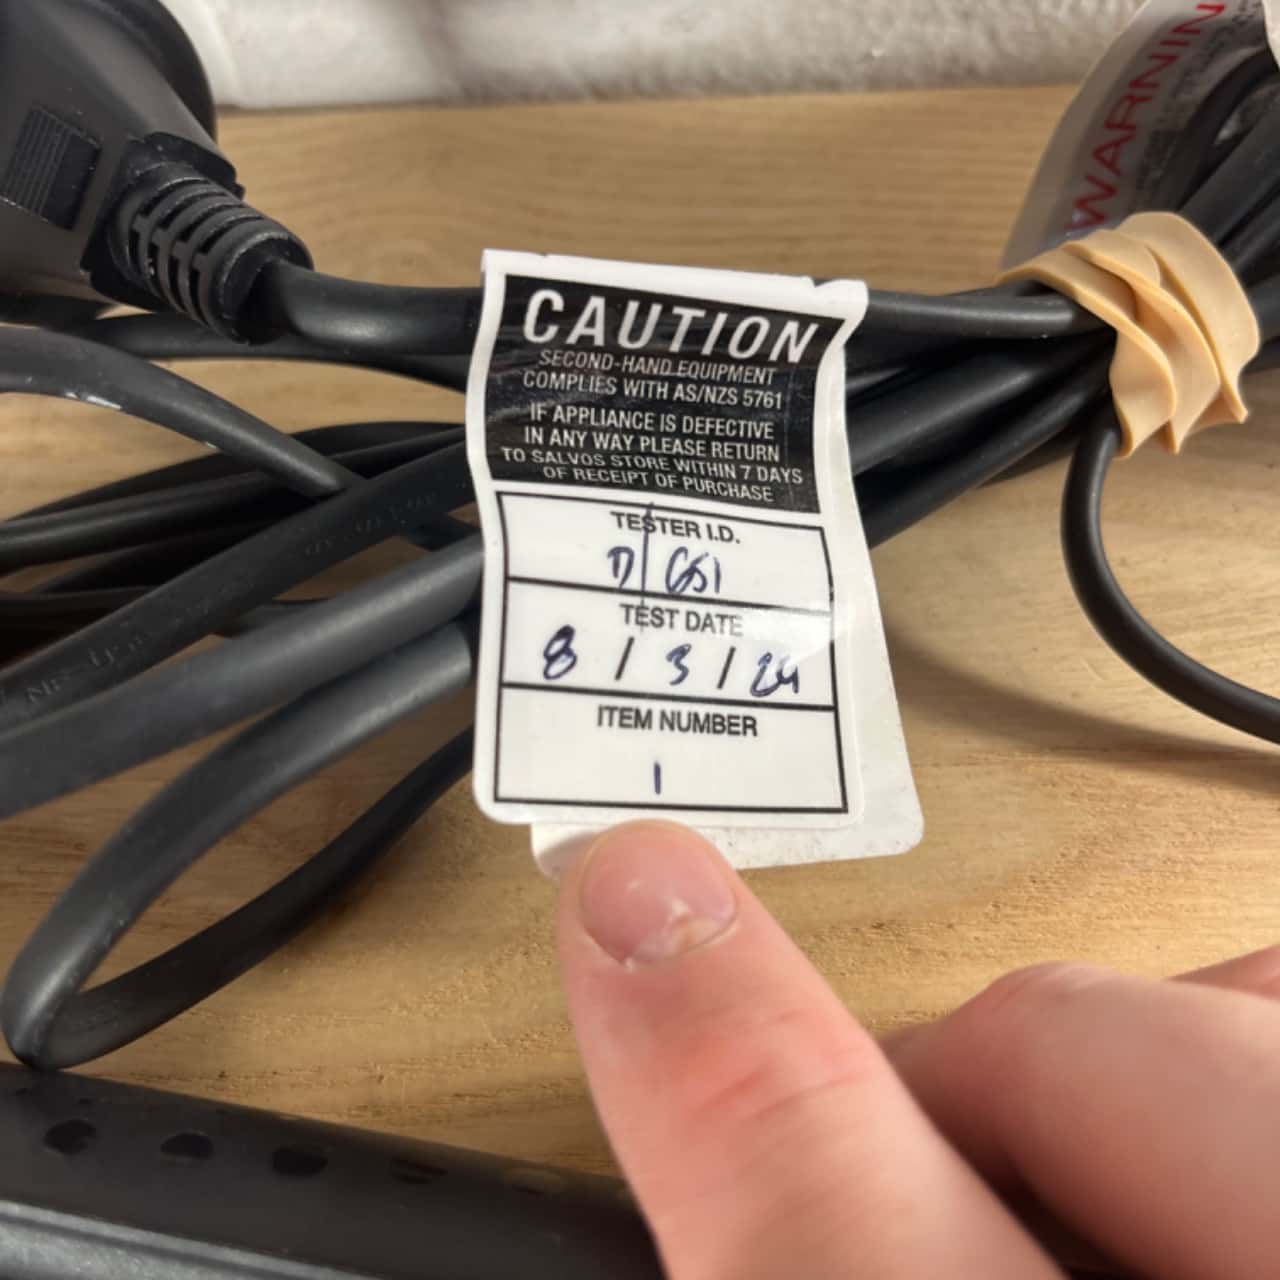 WARNIN
CAUTION
SECOND-HAND EQUIPMENT
COMPLIES WITH AS/NZS 5761
IF APPLIANCE IS DEFECTIVE
IN ANY WAY PLEASE RETURN
TO SALVOS STORE WITHIN 7 DAYS
OF RECEIPT OF PURCHASE
TESTER I.D.
TEST DATE
8 / 3 / 24
ITEM NUMBER
1